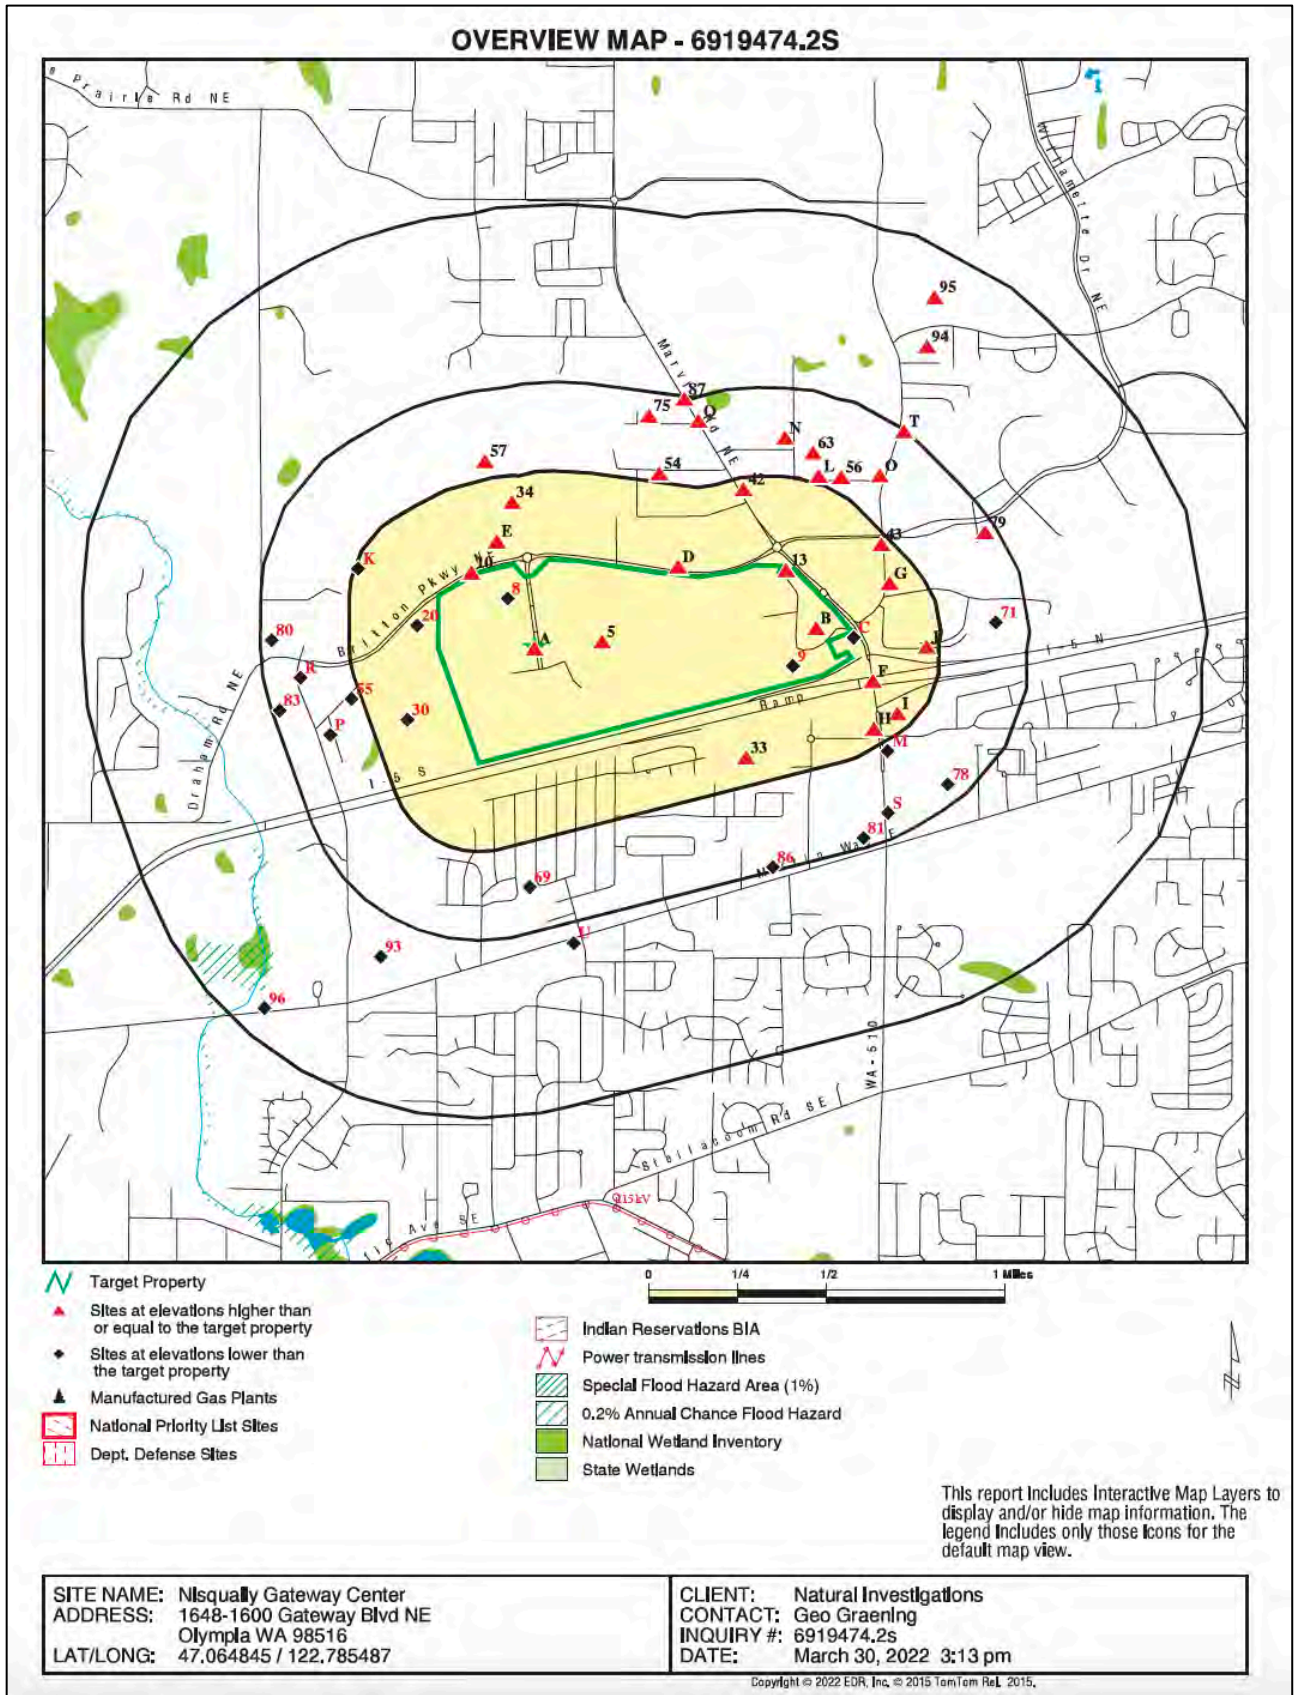 OVERVIEW MAP - 6919474.2S
e Prairie Rd NE
Willamette Dr NE
95
94
Marv
Rd NE
87
75
Q
T
N
63
57
54
L
56
O
42
34
79
E
43
K
Britton Pkwy NE
10
D
13
G
8
20
71
B
80
A
5
C
J
I-5 N
R
9
F
55
Draham Rd NE
83
30
Ramp
I
P
H
M
33
I-5 S
78
S
81
86
69
U
93
96
WA-510
Steilacoom Rd SE
115kV
Ave SE
Target Property
Sites at elevations higher than
or equal to the target property
Sites at elevations lower than
the target property
Manufactured Gas Plants
National Priority List Sites
Dept. Defense Sites
0 1/4 1/2 1 Miles
Indian Reservations BIA
Power transmission lines
Special Flood Hazard Area (1%)
0.2% Annual Chance Flood Hazard
National Wetland Inventory
State Wetlands
This report includes Interactive Map Layers to
display and/or hide map information. The
legend includes only those icons for the
default map view.
SITE NAME: Nisqually Gateway Center
ADDRESS: 1648-1600 Gateway Blvd NE
Olympia WA 98516
LAT/LONG: 47.064845 / 122.785487
CLIENT: Natural Investigations
CONTACT: Geo Graening
INQUIRY #: 6919474.2s
DATE: March 30, 2022 3:13 pm
Copyright © 2022 EDR, Inc. © 2015 TomTom Rel. 2015.